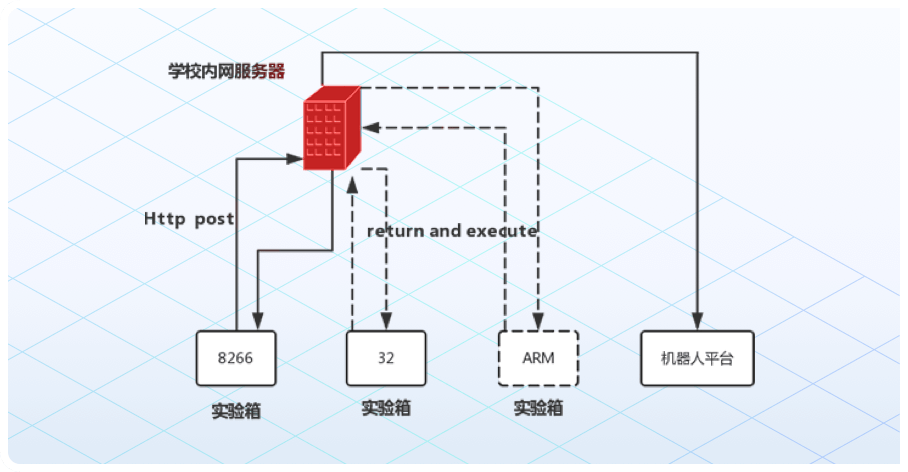 学校内网服务器
Http post
return and execute
8266
32
ARM
机器人平台
实验箱
实验箱
实验箱